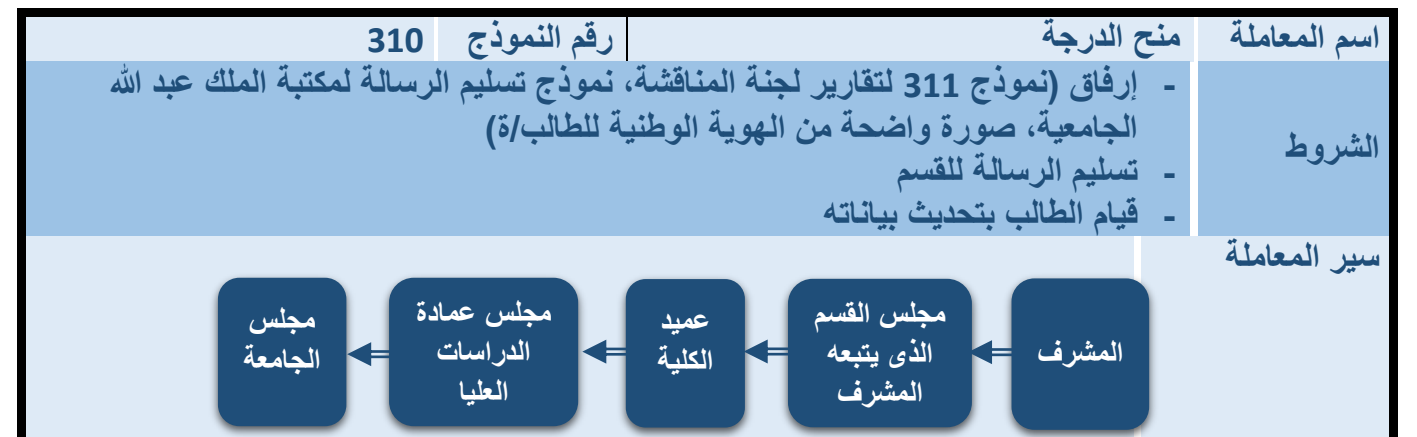 اسم المعاملة منح الدرجة رقم النموذج 310
الشروط
- إرفاق (نموذج 311 لتقارير لجنة المناقشة، نموذج تسليم الرسالة لمكتبة الملك عبد الله
الجامعية، صورة واضحة من الهوية الوطنية للطالب/ة)
- تسليم الرسالة للقسم
- قيام الطالب بتحديث بياناته
سير المعاملة
المشرف
مجلس القسم
الذى يتبعه
المشرف
عميد
الكلية
مجلس عمادة
الدراسات
العليا
مجلس
الجامعة